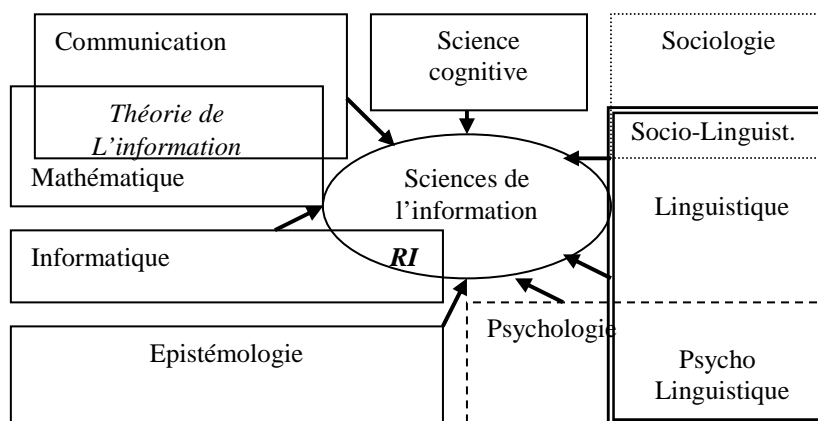 Communication
Science
cognitive
Sociologie
Théorie de
L’information
Socio-Linguist.
Mathématique
Sciences de
l’information
Linguistique
Informatique
RI
Psychologie
Epistémologie
Psycho
Linguistique